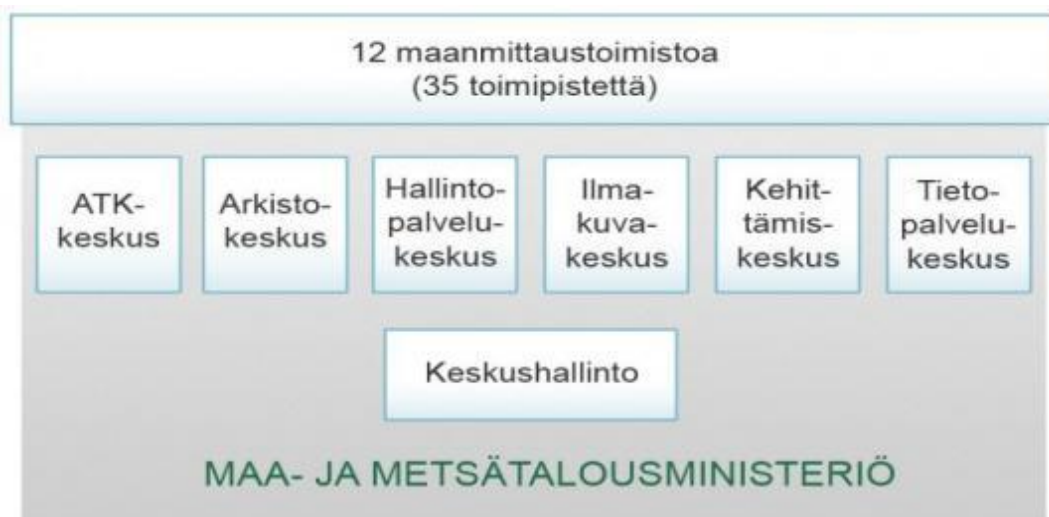 12 maanmittaustoimistoa
(35 toimipistettä)
ATK-
keskus
Arkisto-
keskus
Hallinto-
palvelu-
keskus
Ilma-
kuva-
keskus
Kehit-
tämis-
keskus
Tieto-
palvelu-
keskus
Keskushallinto
MAA- JA METSÄTALOUSMINISTERIÖ